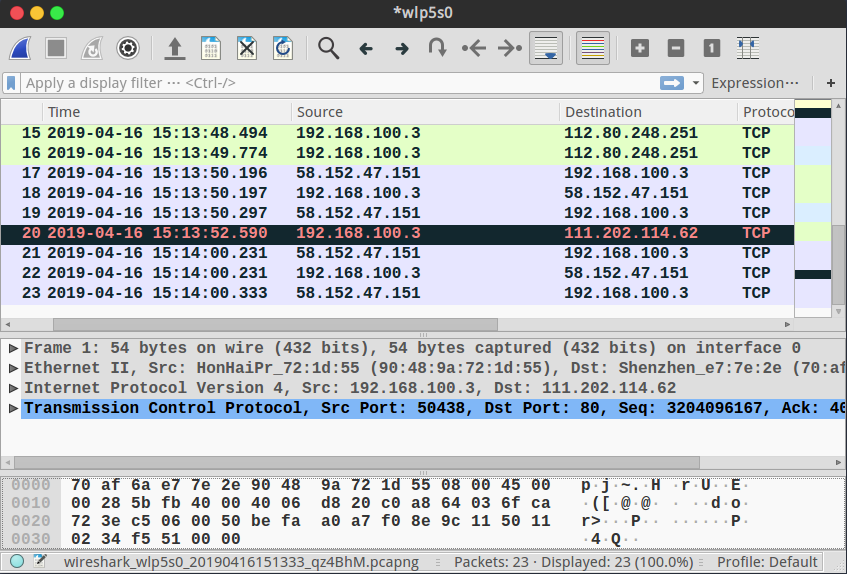 *wlp5s0
Apply a display filter ··· <Ctrl-/>
Expression···
+
Time Source Destination Protoco
15 2019-04-16 15:13:48.494 192.168.100.3 112.80.248.251 TCP
16 2019-04-16 15:13:49.774 192.168.100.3 112.80.248.251 TCP
17 2019-04-16 15:13:50.196 58.152.47.151 192.168.100.3 TCP
18 2019-04-16 15:13:50.197 192.168.100.3 58.152.47.151 TCP
19 2019-04-16 15:13:50.297 58.152.47.151 192.168.100.3 TCP
20 2019-04-16 15:13:52.590 192.168.100.3 111.202.114.62 TCP
21 2019-04-16 15:14:00.231 58.152.47.151 192.168.100.3 TCP
22 2019-04-16 15:14:00.231 192.168.100.3 58.152.47.151 TCP
23 2019-04-16 15:14:00.333 58.152.47.151 192.168.100.3 TCP
Frame 1: 54 bytes on wire (432 bits), 54 bytes captured (432 bits) on interface 0
Ethernet II, Src: HonHaiPr_72:1d:55 (90:48:9a:72:1d:55), Dst: Shenzhen_e7:7e:2e (70:af
Internet Protocol Version 4, Src: 192.168.100.3, Dst: 111.202.114.62
Transmission Control Protocol, Src Port: 50438, Dst Port: 80, Seq: 3204096167, Ack: 40
0000 70 af 6a e7 7e 2e 90 48 9a 72 1d 55 08 00 45 00 p·j·~.·H ·r·U··E·
0010 00 28 5b fb 40 00 40 06 d8 20 c0 a8 64 03 6f ca ·([·@·@· · ··d·o·
0020 72 3e c5 06 00 50 be fa a0 a7 f0 8e 9c 11 50 11 r>···P·· ······P·
0030 02 34 f5 51 00 00 ·4·Q··
wireshark_wlp5s0_20190416151333_qz4BhM.pcapng Packets: 23 · Displayed: 23 (100.0%) Profile: Default